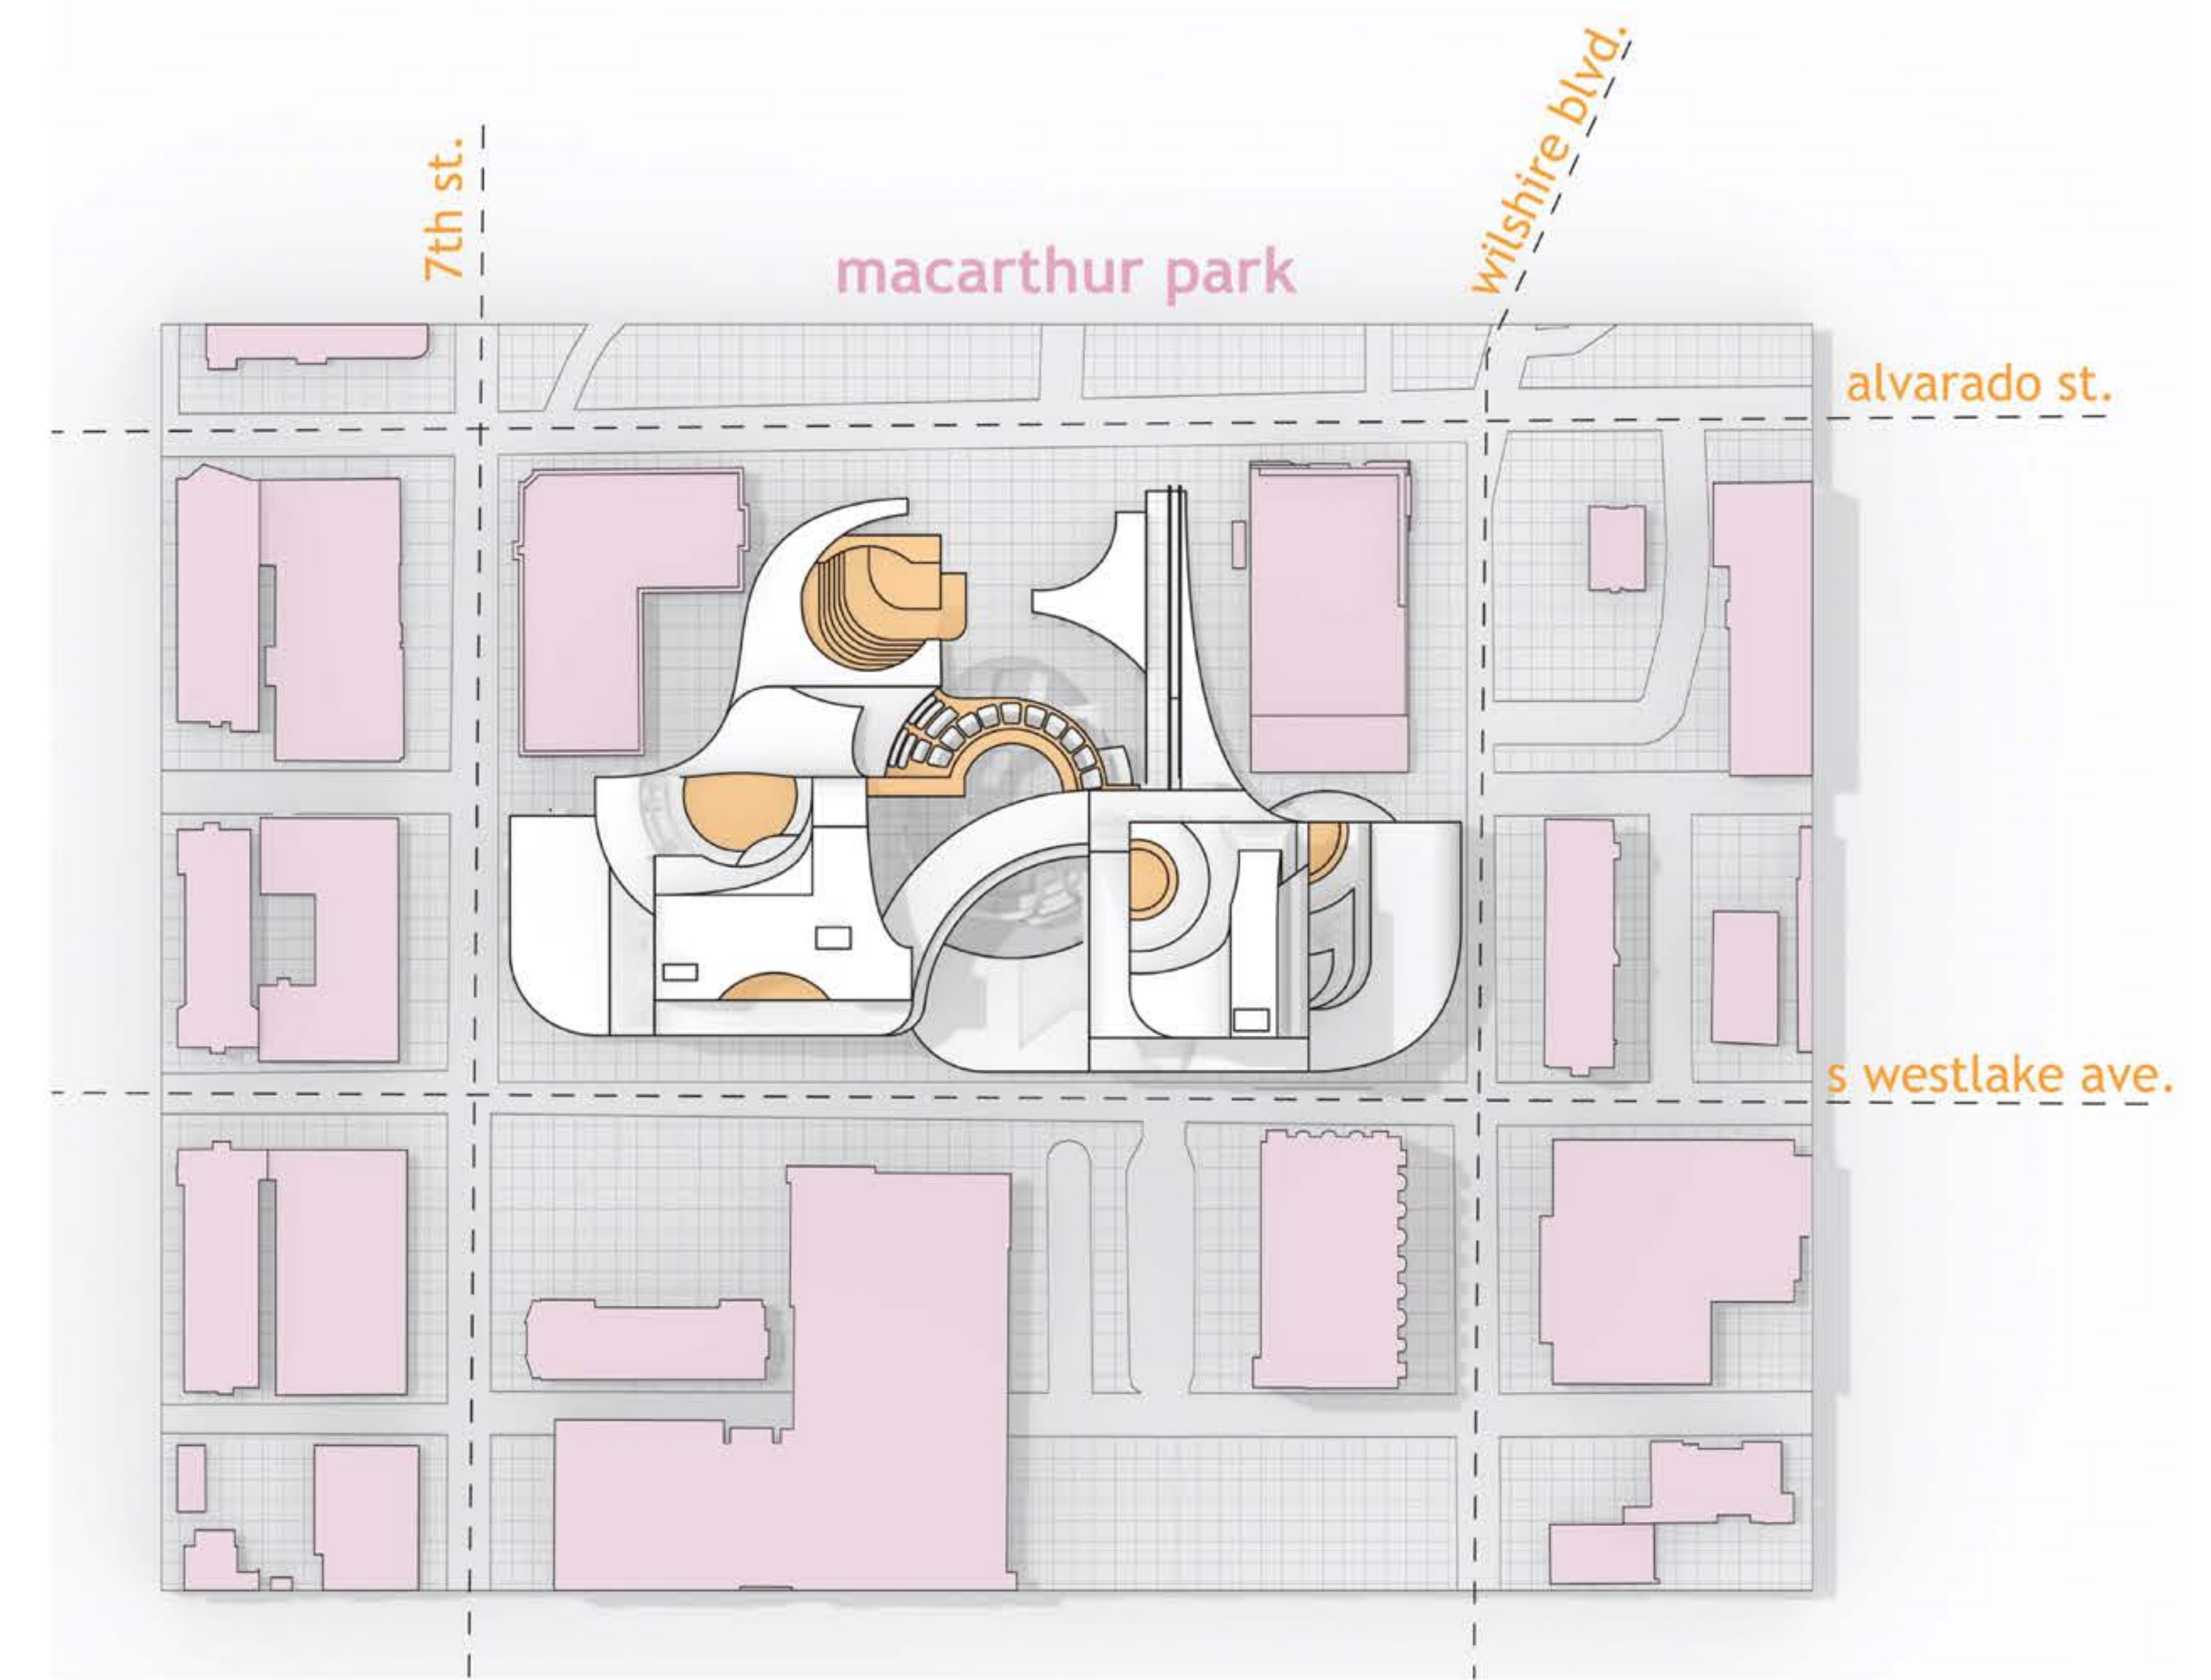 wilshire blvd.
7th st.
macarthur park
alvarado st.
s westlake ave.